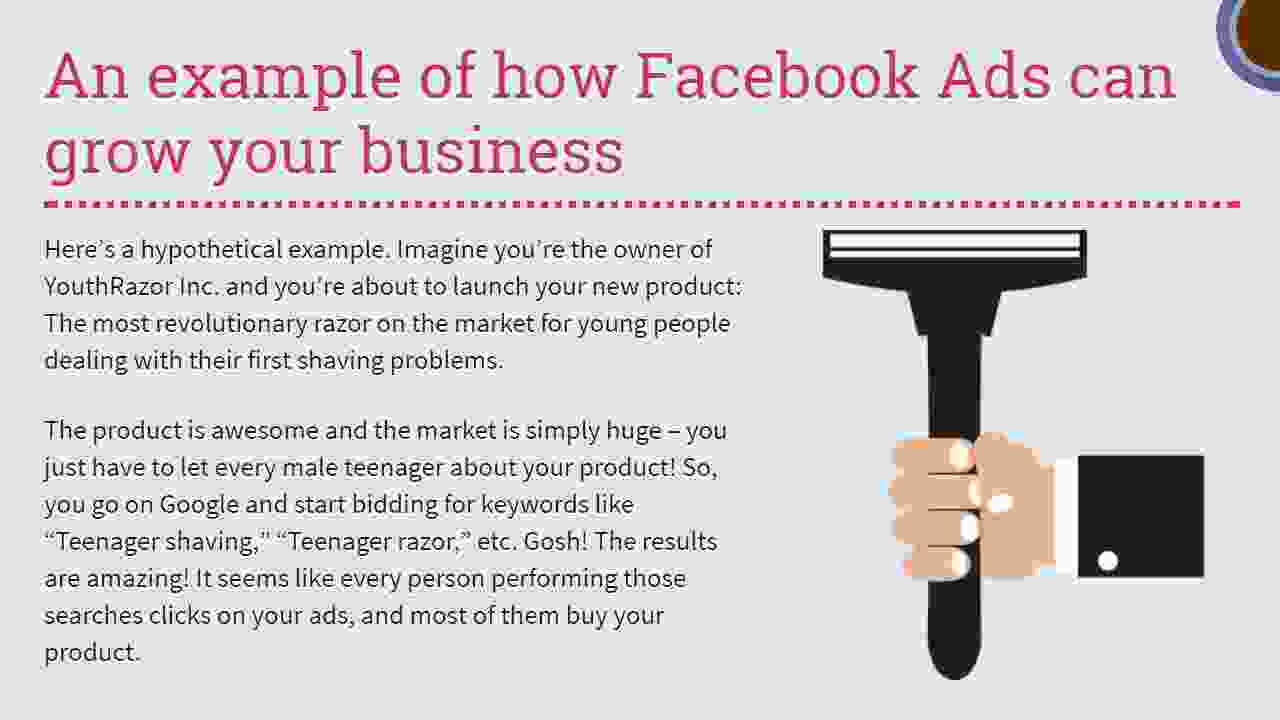 An example of how Facebook Ads can
grow your business
Here's a hypothetical example. Imagine you're the owner of
YouthRazor Inc. and you're about to launch your new product:
The most revolutionary razor on the market for young people
dealing with their first shaving problems.
The product is awesome and the market is simply huge – you
just have to let every male teenager about your product! So,
you go on Google and start bidding for keywords like
“Teenager shaving,” “Teenager razor,” etc. Gosh! The results
are amazing! It seems like every person performing those
searches clicks on your ads, and most of them buy your
product.